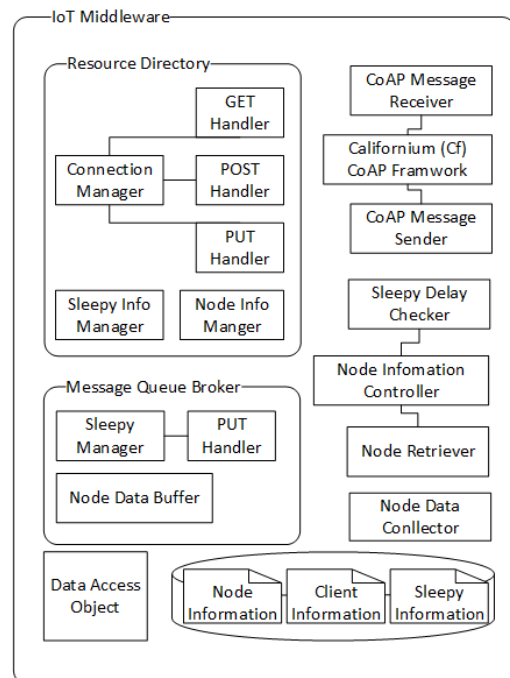 IoT Middleware
Resource Directory
GET
Handler
Connection
Manager
POST
Handler
PUT
Handler
Sleepy Info
Manager
Node Info
Manger
CoAP Message
Receiver
Californium (Cf)
CoAP Framwork
CoAP Message
Sender
Sleepy Delay
Checker
Node Infomation
Controller
Node Retriever
Node Data
Conllector
Message Queue Broker
Sleepy
Manager
PUT
Handler
Node Data Buffer
Data Access
Object
Node
Information
Client
Information
Sleepy
Information